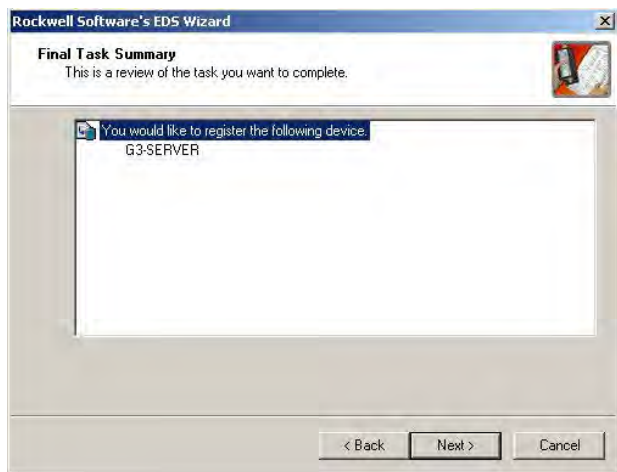 Rockwell Software's EDS Wizard
Final Task Summary
This is a review of the task you want to complete.
You would like to register the following device.
G3-SERVER
< Back
Next >
Cancel